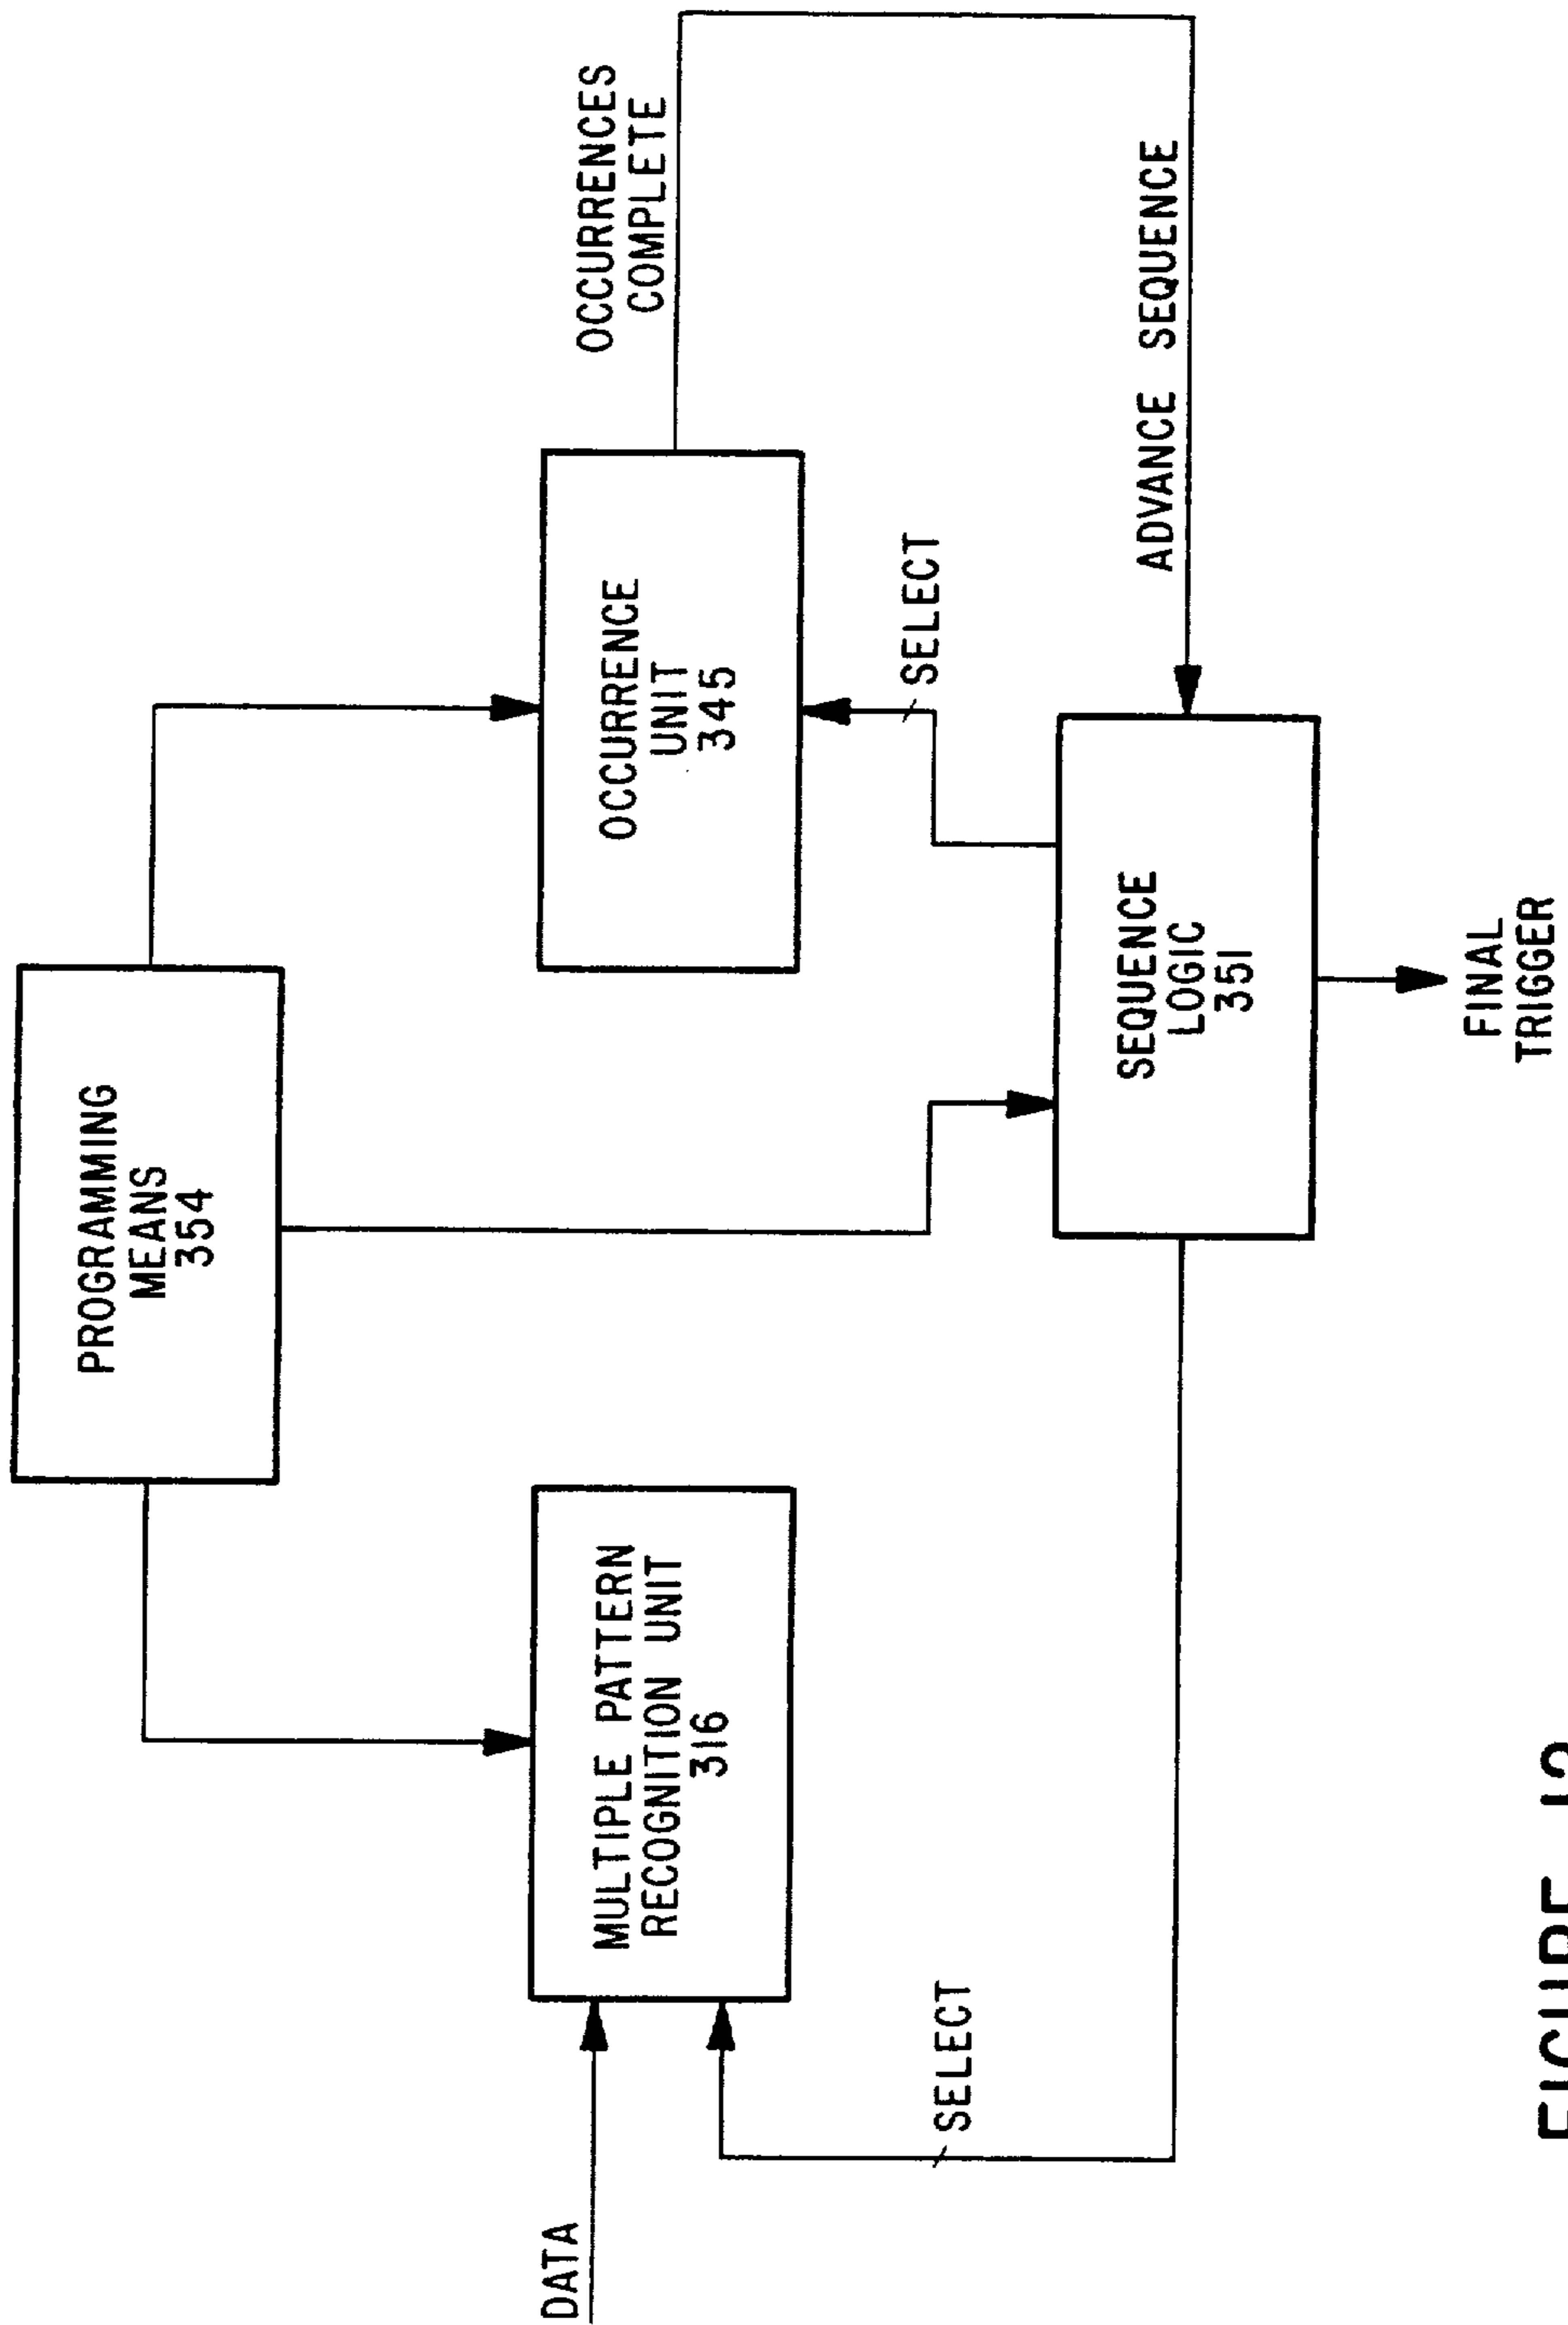 PROGRAMMING
MEANS
354
DATA
MULTIPLE PATTERN
RECOGNITION UNIT
316
OCCURRENCE
UNIT
345
OCCURRENCES
COMPLETE
SELECT
SELECT
SEQUENCE
LOGIC
351
ADVANCE SEQUENCE
FINAL
TRIGGER
FIGURE